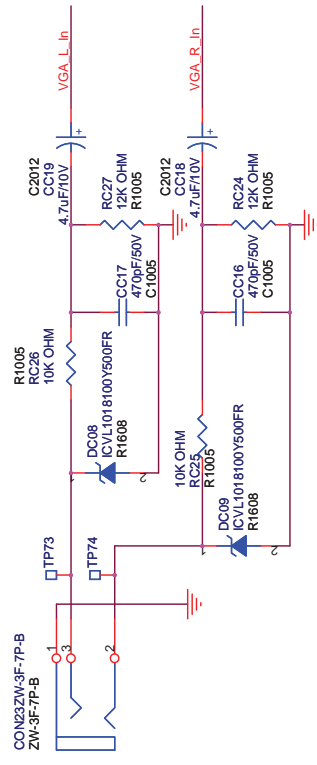 VGA_L_In
VGA_R_In
C2012
CC19
4.7uF/10V
C2012
CC18
4.7uF/10V
RC27
12K OHM
R1005
RC24
12K OHM
R1005
CC17
470pF/50V
C1005
CC16
470pF/50V
C1005
R1005
RC26
10K OHM
10K OHM
RC25
R1005
DC08
ICVL1018100Y500FR
R1608
1
2
DC09
ICVL1018100Y500FR
R1608
1
2
TP73
TP74
1
3
2
CON23ZW-3F-7P-B
ZW-3F-7P-B